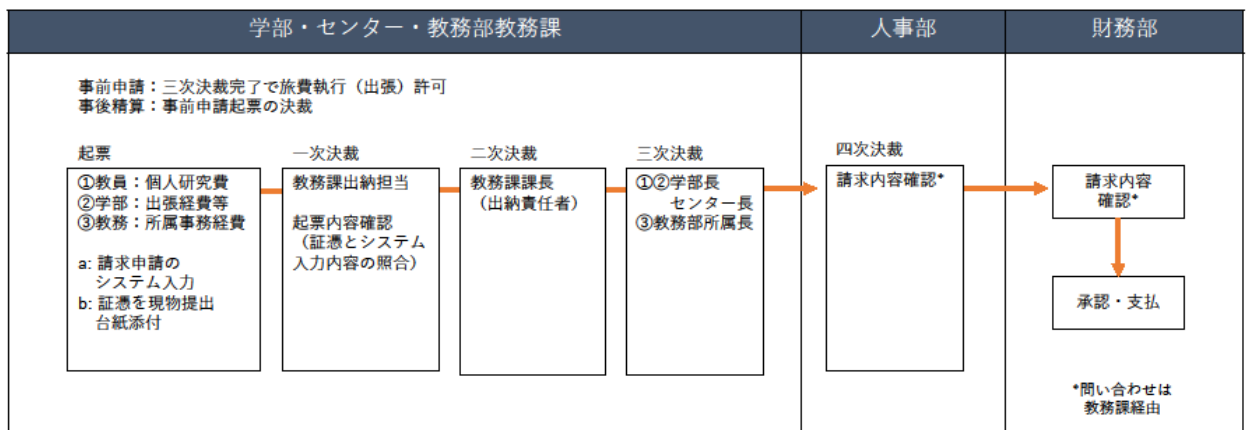 学部・センター・教務部教務課
人事部
財務部
事前申請：三次決裁完了で旅費執行（出張）許可
事後精算：事前申請起票の決裁
起票
①教員：個人研究費
②学部：出張経費等
③教務：所属事務経費
a: 請求申請の
システム入力
b: 証憑を現物提出
台紙添付
一次決裁
教務課出納担当
起票内容確認
（証憑とシステム
入力内容の照合）
二次決裁
教務課課長
（出納責任者）
三次決裁
①②学部長
センター長
③教務部所属長
四次決裁
請求内容確認*
請求内容
確認*
承認・支払
*問い合わせは
教務課経由